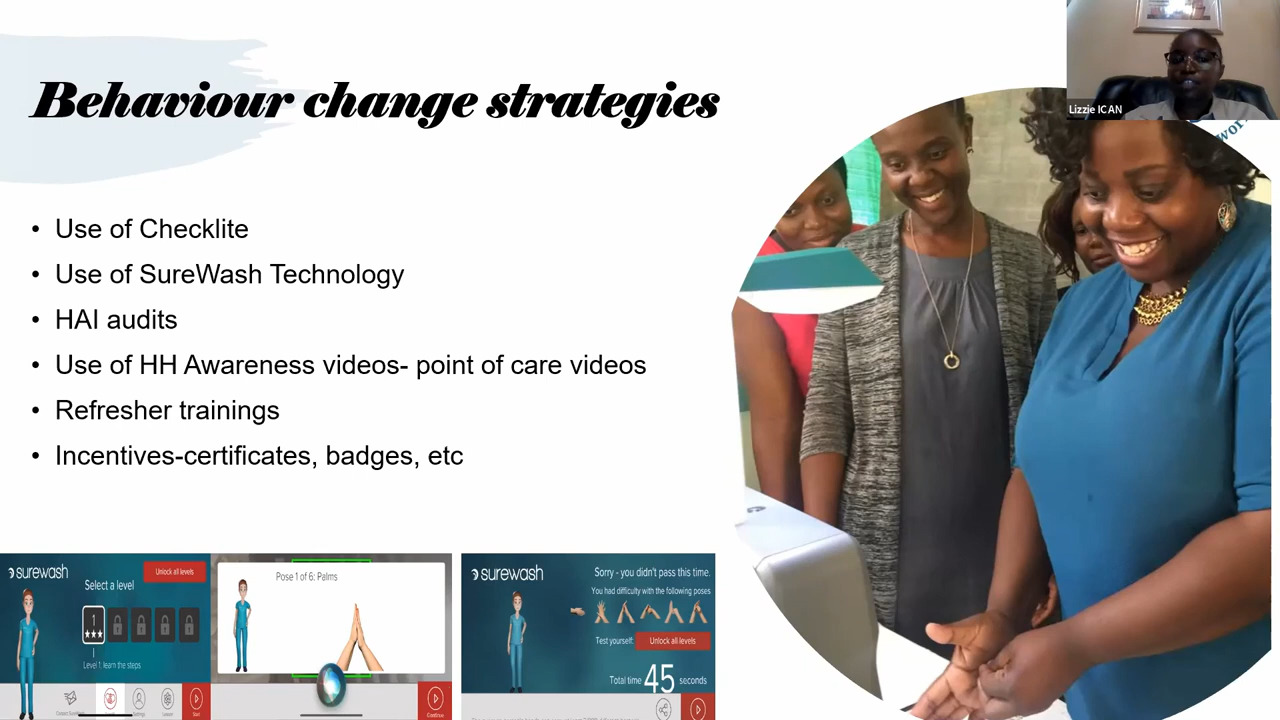 Behaviour change strategies
Lizzie ICAN
• Use of Checklite
• Use of SureWash Technology
• HAI audits
• Use of HH Awareness videos- point of care videos
• Refresher trainings
• Incentives-certificates, badges, etc
surewash
Unlock all levels
Select a level
1
Level 1: learn the steps
Pose 1 of 6: Palms
Continue
surewash
Sorry - you didn't pass this time.
You had difficulty with the following poses
Test yourself:
Unlock all levels
Total time 45 seconds